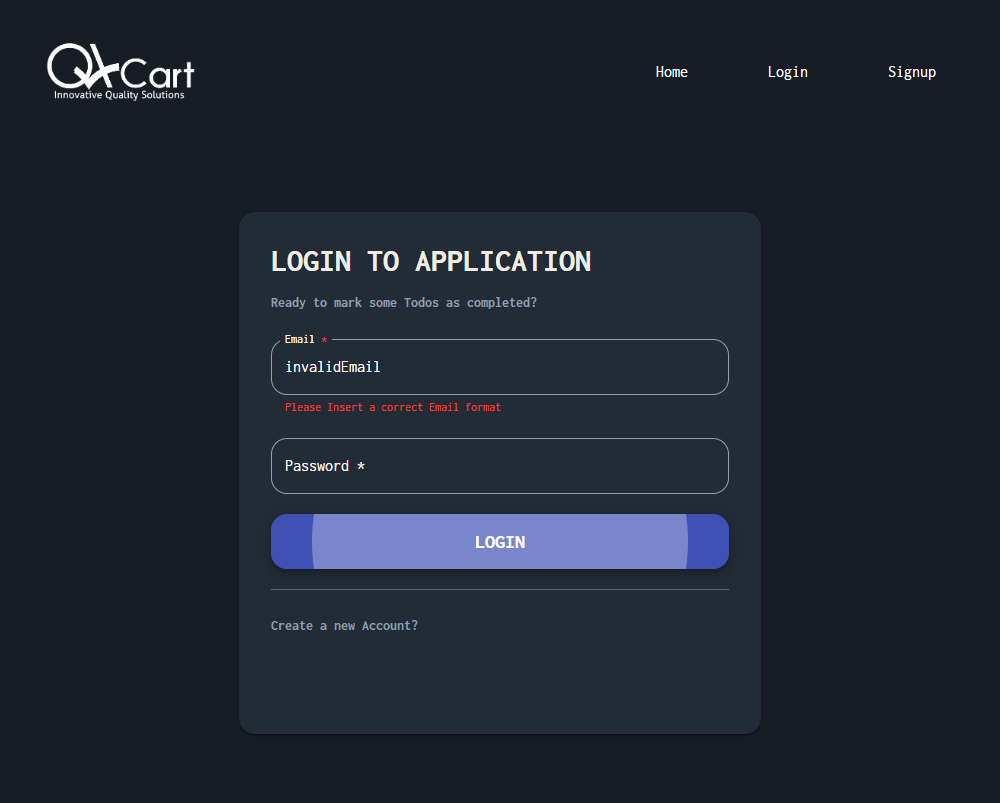 QACart
Innovative Quality Solutions
Home Login Signup
LOGIN TO APPLICATION
Ready to mark some Todos as completed?
Email *
invalidEmail
Please Insert a correct Email format
Password *
LOGIN
Create a new Account?